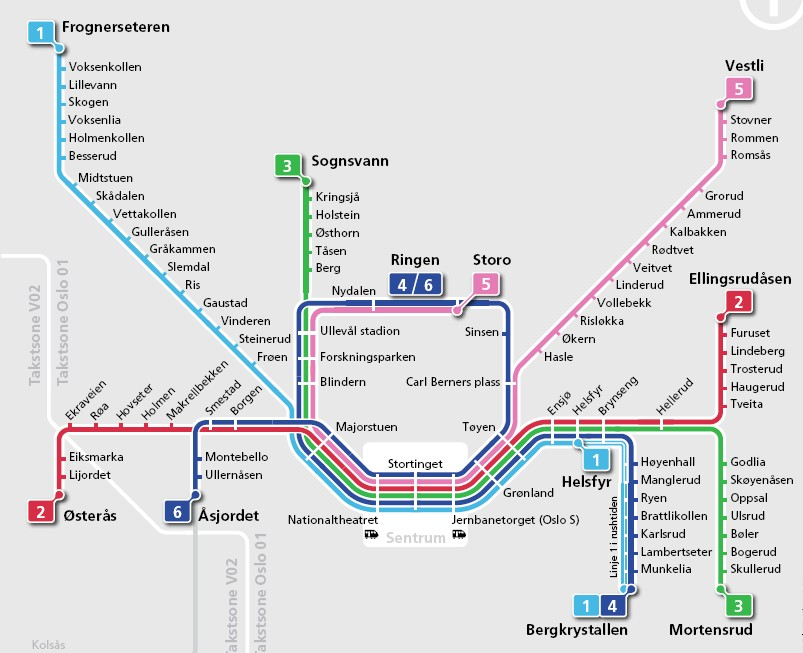 1
Frognerseteren
Voksenkollen
Lillevann
Skogen
Voksenlia
Holmenkollen
Besserud
Midtstuen
Skådalen
Vettakollen
Gulleråsen
Gråkammen
Slemdal
Ris
Gaustad
Vinderen
Steinerud
Frøen
3
Sognsvann
Kringsjå
Holstein
Østhorn
Tåsen
Berg
Ringen
4 / 6
Storo
5
Nydalen
Ullevål stadion
Forskningsparken
Blindern
Majorstuen
Sinsen
Carl Berners plass
Tøyen
Vestli
5
Stovner
Rommen
Romsås
Grorud
Ammerud
Kalbakken
Rødtvet
Veitvet
Linderud
Vollebekk
Risløkka
Økern
Hasle
Ellingsrudåsen
2
Furuset
Lindeberg
Trosterud
Haugerud
Tveita
Takstsone V02
Takstsone Oslo 01
Ekraveien
Røa
Hovseter
Holmen
Makrellbekken
Smestad
Borgen
Ensjø
Helsfyr
Brynseng
Hellerud
Eiksmarka
Lijordet
2
Østerås
Montebello
Ullernåsen
6
Åsjordet
Stortinget
Nationaltheatret
Jernbanetorget (Oslo S)
Sentrum
Grønland
1
Helsfyr
Høyenhall
Manglerud
Ryen
Brattlikollen
Karlsrud
Lambertseter
Munkelia
Linje 1 i rushtiden
1
4
Bergkrystallen
Godlia
Skøyenåsen
Oppsal
Ulsrud
Bøler
Bogerud
Skullerud
3
Mortensrud
Takstsone V02
Takstsone Oslo 01
Kolsås